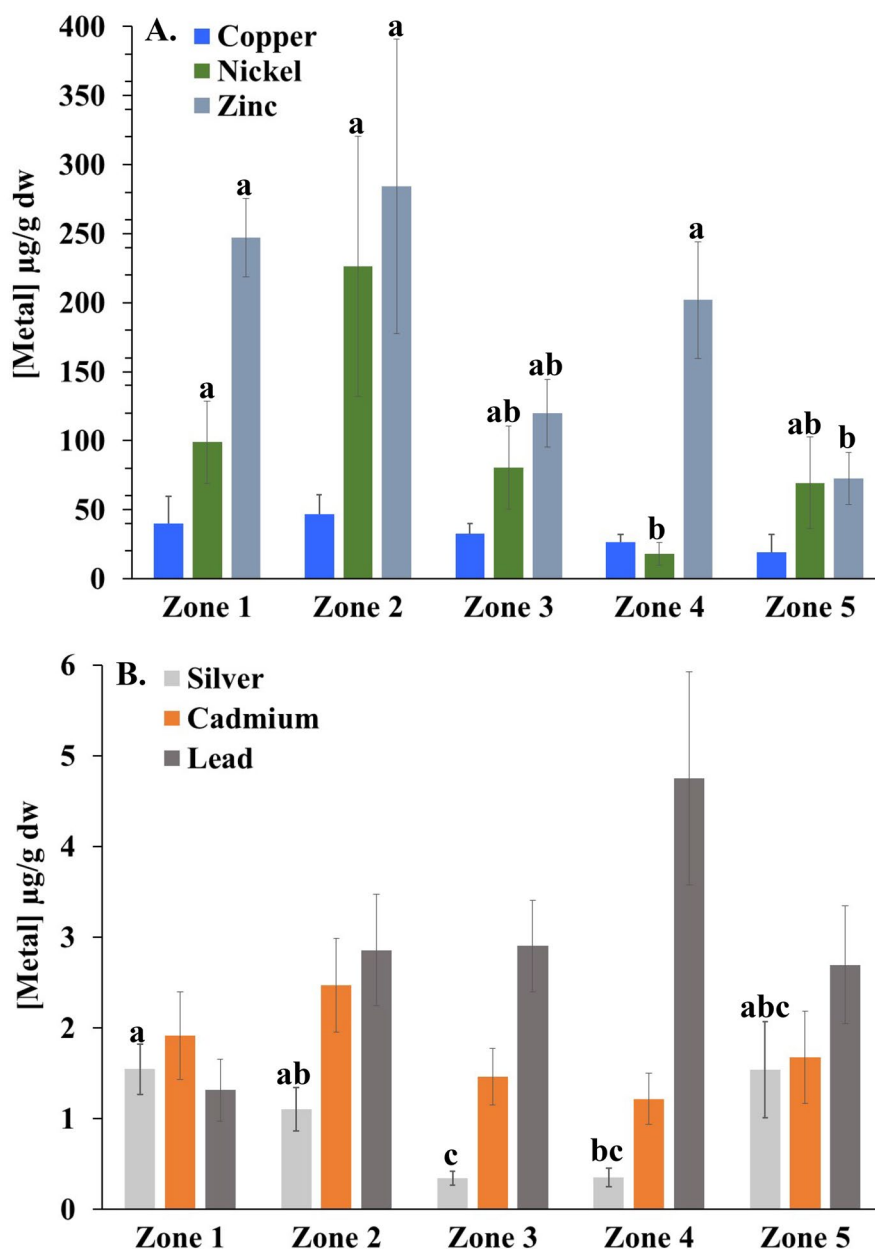 A.
Copper
Nickel
Zinc
[Metal] µg/g dw
400
350
300
250
200
150
100
50
0
a
a
a
a
ab
ab
b
a
ab
b
Zone 1 Zone 2 Zone 3 Zone 4 Zone 5
B.
Silver
Cadmium
Lead
[Metal] µg/g dw
6
5
4
3
2
1
0
a
ab
c
bc
abc
Zone 1 Zone 2 Zone 3 Zone 4 Zone 5